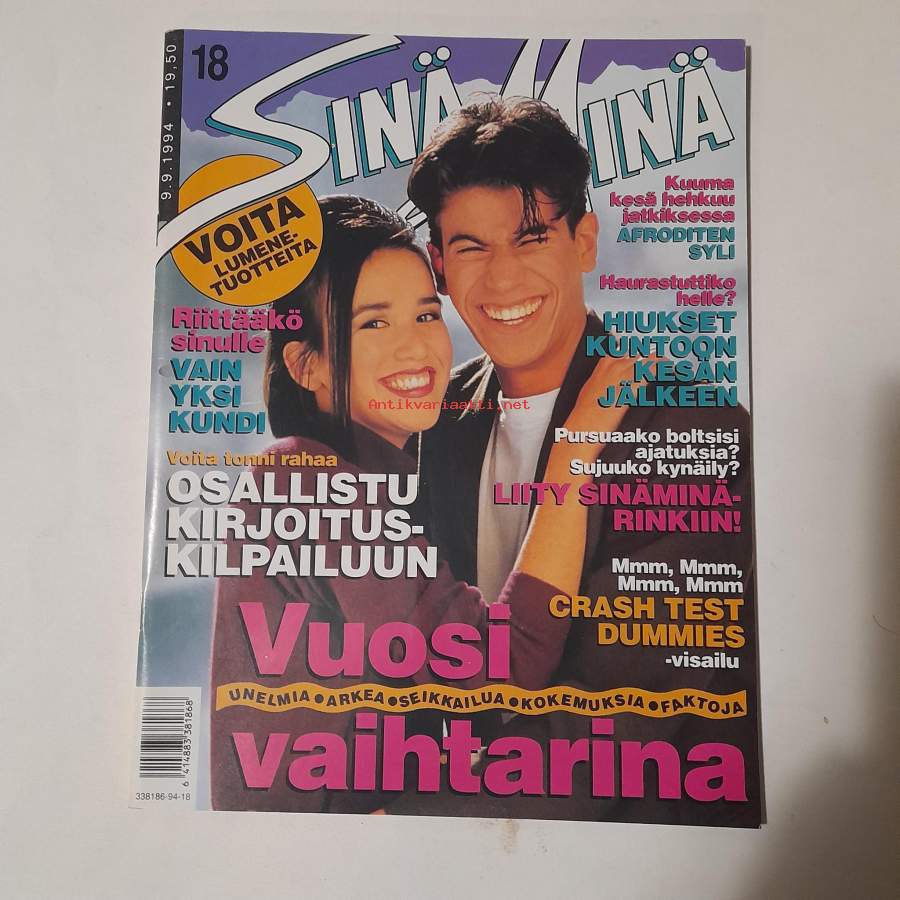 18
SINÄ MINÄ
9.9.1994 • 19,50
VOITA
LUMENE-
TUOTTEITA
Riittääkö
sinulle
VAIN
YKSI
KUNDI
Voita tonni rahaa
OSALLISTU
KIRJOITUS-
KILPAILUUN
Kuuma
kesä hehkuu
jatkiksessa
AFRODITEN
SYLI
Haurastuttiko
helle?
HIUKSET
KUNTOON
KESÄN
JÄLKEEN
Antikvariaatti.net
Pursuaako boltsisi
ajatuksia?
Sujuuko kynäily?
LIITY SINÄMINÄ-
RINKIIN!
Mmm, Mmm,
Mmm, Mmm
CRASH TEST
DUMMIES
-visailu
Vuosi
UNELMIA • ARKEA • SEIKKAILUA • KOKEMUKSIA • FAKTOJA
vaihtarina
6 414883 381868
338186-94-18